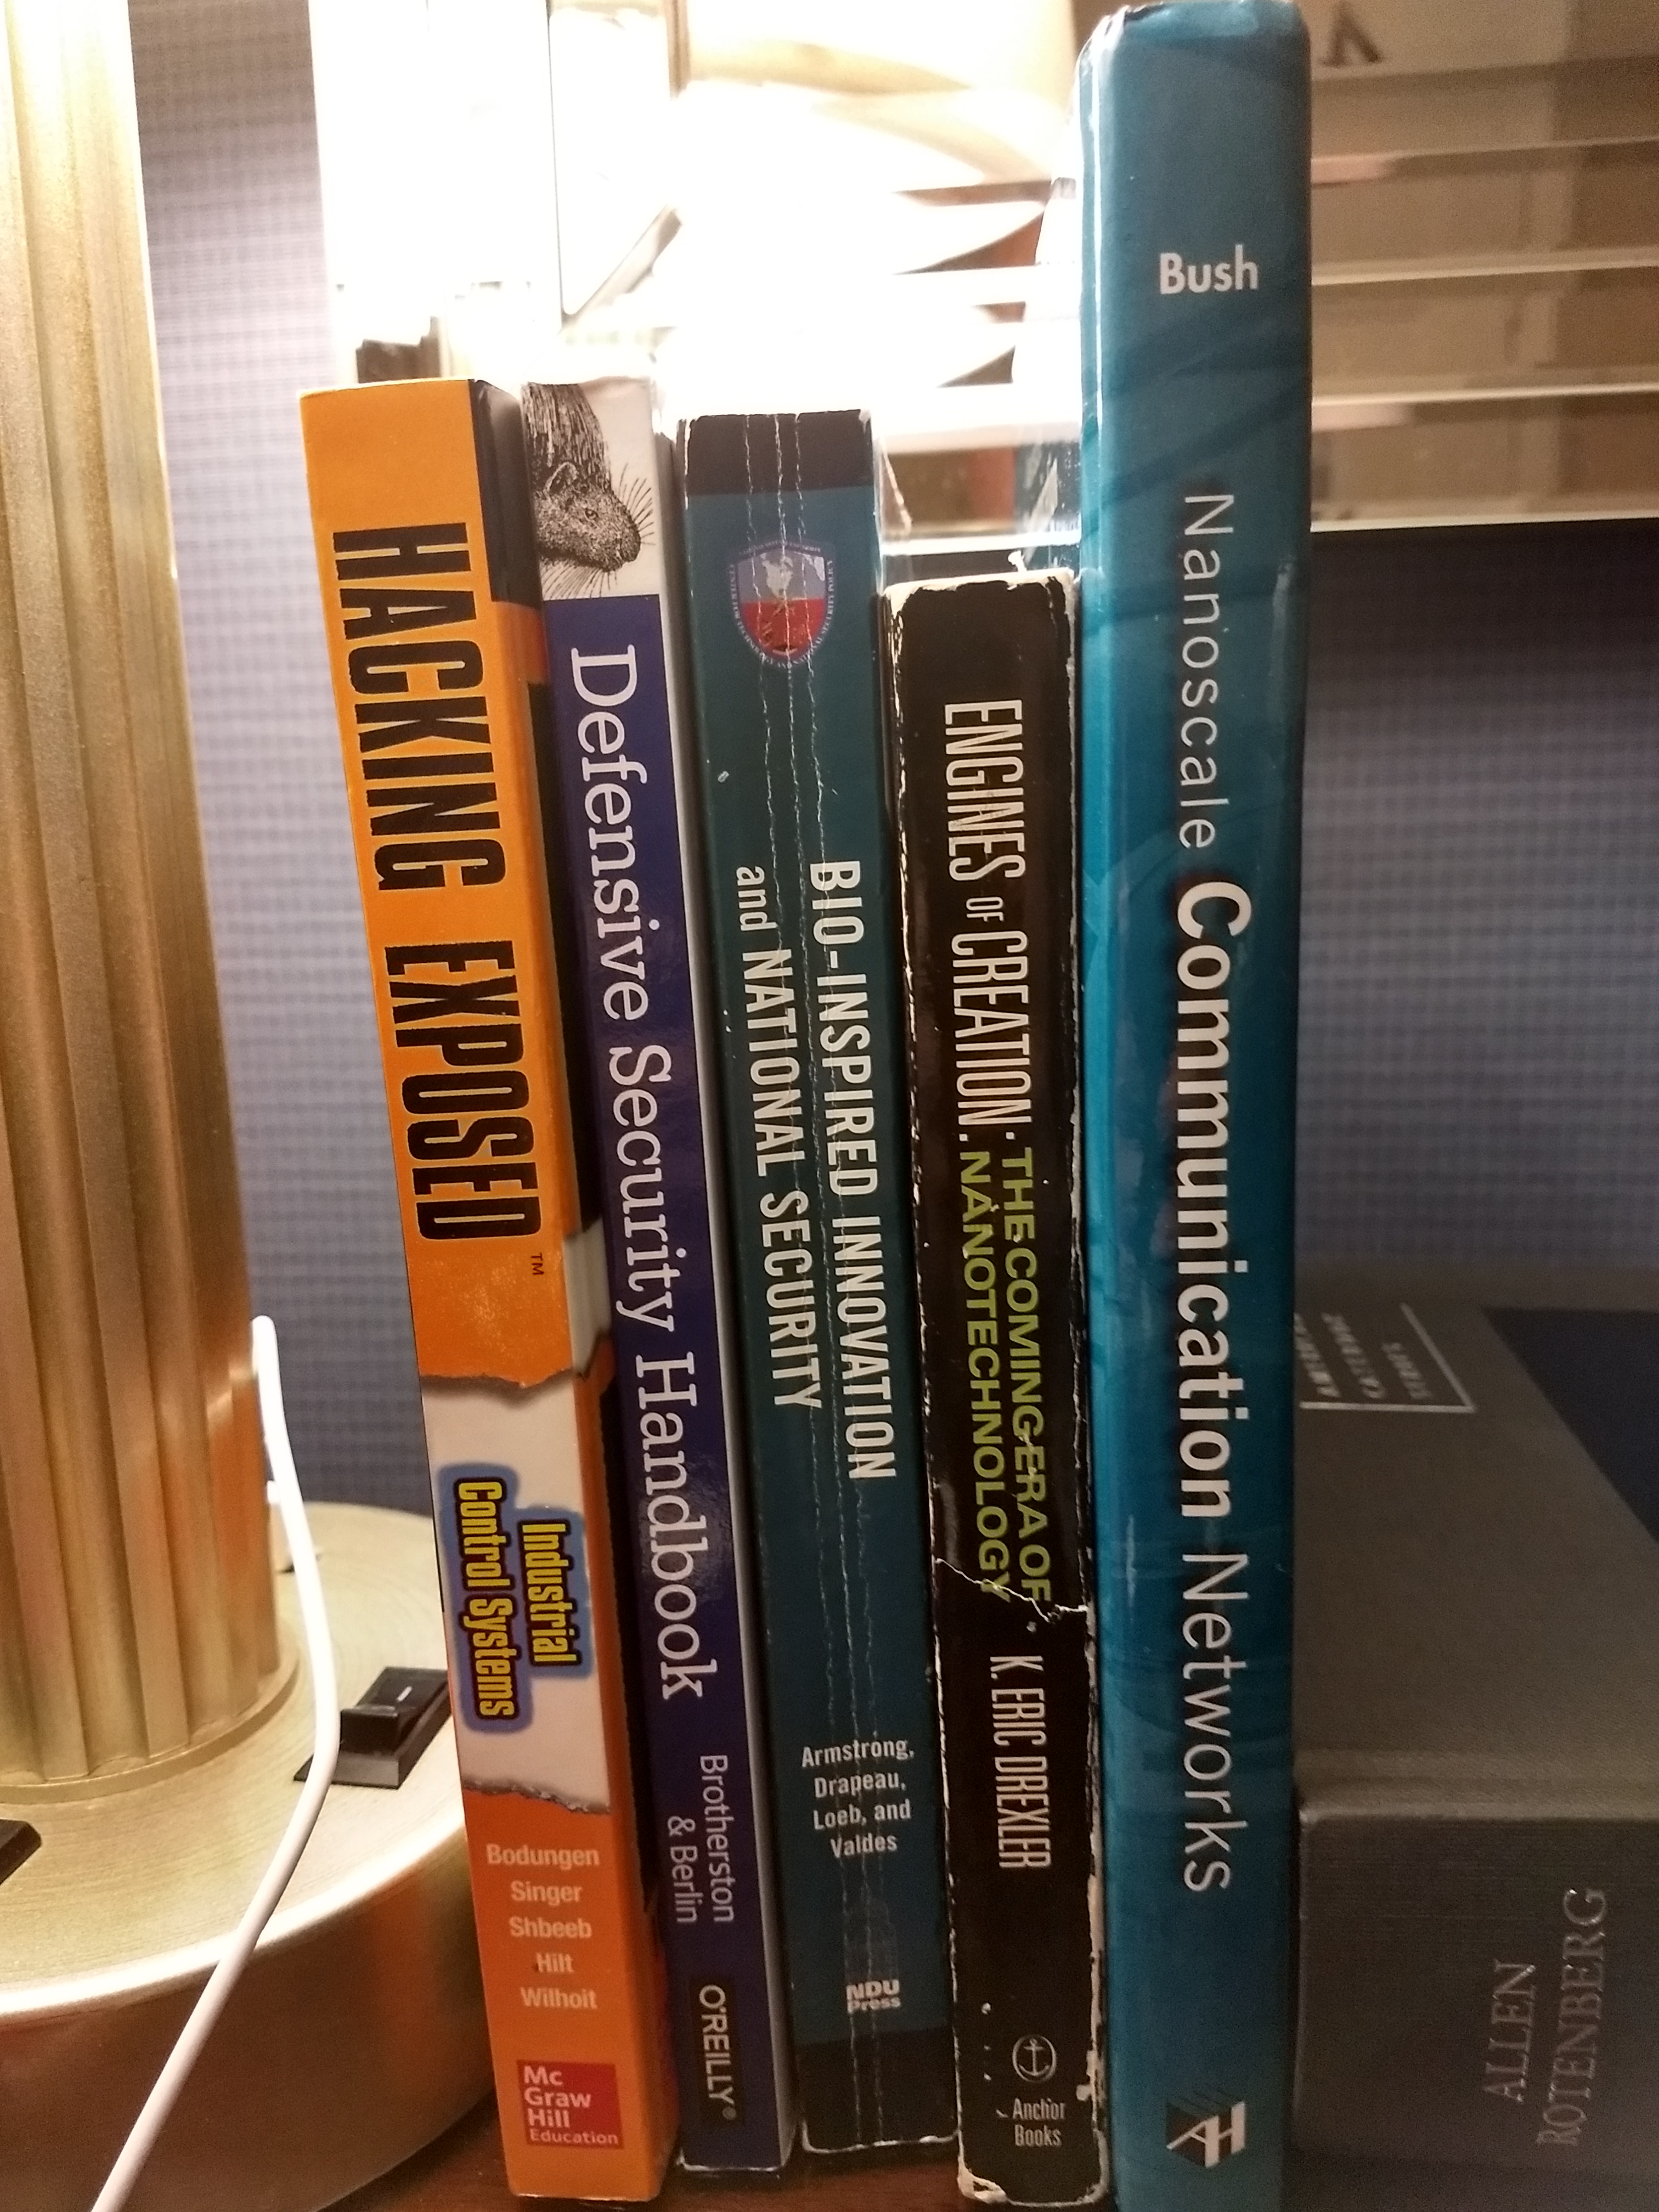 HACKING EXPOSED™
Industrial
Control Systems
Bodungen
Singer
Shbeeb
Hilt
Wilhoit
Mc
Graw
Hill
Education
Defensive Security Handbook
Brotherston
& Berlin
O'REILLY®
BIO-INSPIRED INNOVATION
and NATIONAL SECURITY
Armstrong,
Drapeau,
Loeb, and
Valdes
NDU
Press
ENGINES OF CREATION • THE COMING ERA OF
NANOTECHNOLOGY
K. ERIC DREXLER
Anchor
Books
Bush
Nanoscale Communication Networks
AH
ALLEN
ROTENBERG